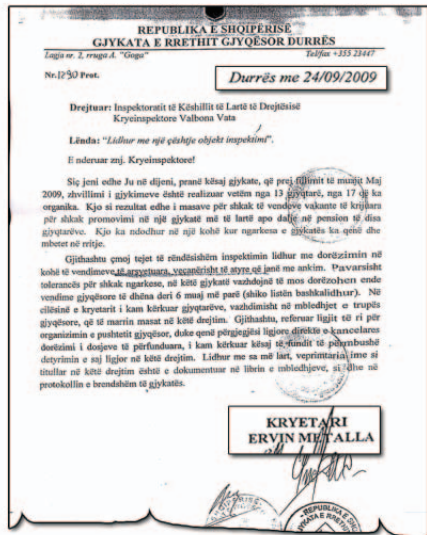 REPUBLIKA E SHQIPËRISË
GJYKATA E RRETHIT GJYQËSOR DURRËS
Lagja nr. 2, rruga A. "Goga" Tel/fax +355 23447
Nr.1290 Prot. Durrës me 24/09/2009
Drejtuar: Inspektoratit të Këshillit të Lartë të Drejtësisë
Kryeinspektore Valbona Vata
Lënda: "Lidhur me një çështje objekt inspektimi".
E nderuar znj. Kryeinspektore!
Siç jeni edhe Ju në dijeni, pranë kësaj gjykate, që prej fillimit të muajit Maj
2009, zhvillimi i gjykimeve është realizuar vetëm nga 13 gjyqtarë, nga 17 që ka
organika. Kjo si rezultat edhe i masave për shkak të vendeve vakante të krijuara
për shkak promovimi në një gjykatë më të lartë apo dalje në pension të disa
gjyqtarëve. Kjo ka ndodhur në një kohë kur ngarkesa e gjykatës ka qenë dhe
mbetet në rritje.
Gjithashtu çmoj tejet të rëndësishëm inspektimin lidhur me dorëzimin në
kohë të vendimeve të arsyetuara, veçanërisht të atyre që janë me ankim. Pavarsisht
tolerancës për shkak ngarkese, në këtë gjykatë vazhdojnë të mos dorëzohen ende
vendime gjyqësore të dhëna deri 6 muaj më parë (shiko listën bashkalidhur). Në
cilësinë e kryetarit i kam kërkuar gjyqtarëve, vazhdimisht në mbledhjet e trupës
gjyqësore, që të marrin masat në këtë drejtim. Gjithashtu, referuar ligjit të ri për
organizimin e pushtetit gjyqësor, duke qenë përgjegjësi ligjore direkte e kancelares
dorëzimi i dosjeve të përfunduara, i kam kërkuar kësaj të fundit të përmbushë
detyrimin e saj ligjor në këtë drejtim. Lidhur me sa më lart, veprimtaria ime si
titullar në këtë drejtim është e dokumentuar në librin e mbledhjeve, si dhe në
protokollin e brendshëm të gjykatës.
KRYETARI
ERVIN METALLA
REPUBLIKA E